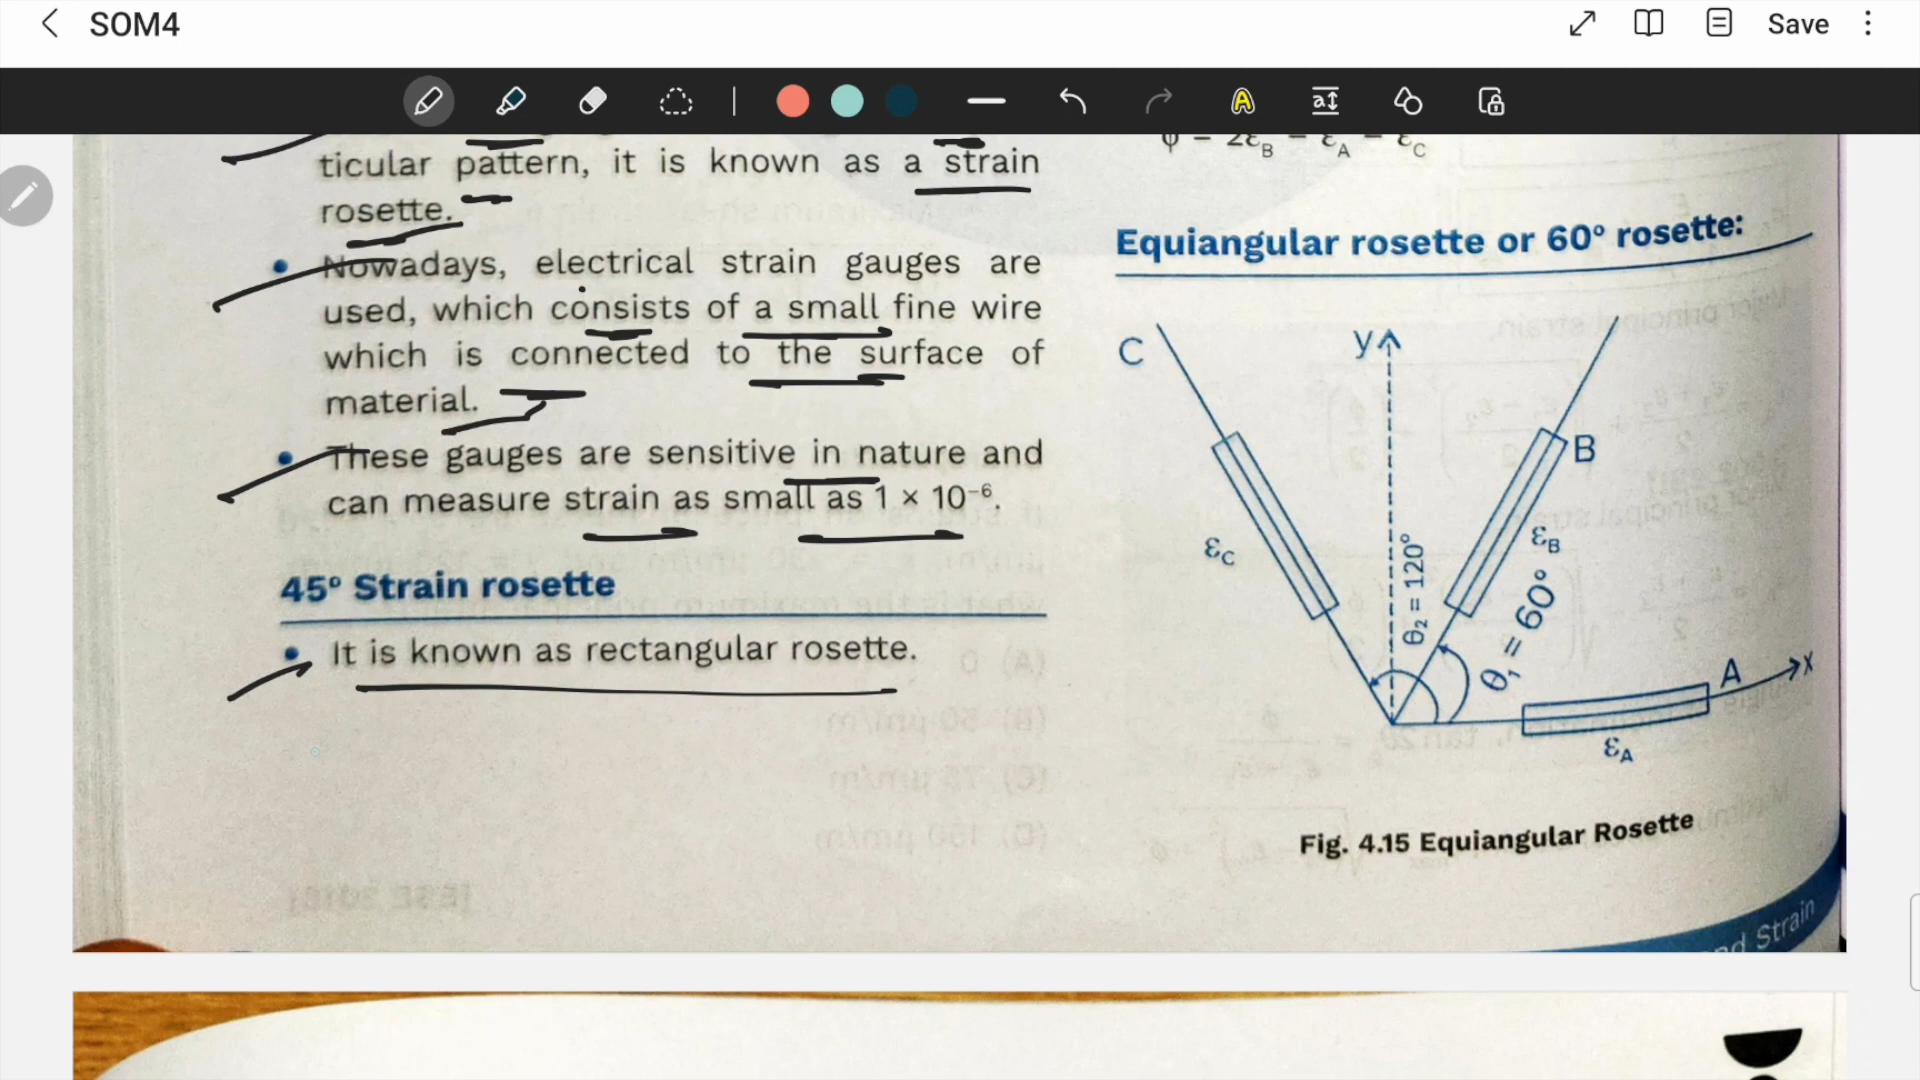 SOM4
Save
ticular pattern, it is known as a strain
rosette.
Nowadays, electrical strain gauges are
used, which consists of a small fine wire
which is connected to the surface of
material.
These gauges are sensitive in nature and
can measure strain as small as 1 × 10⁻⁶.
45° Strain rosette
It is known as rectangular rosette.
Equiangular rosette or 60° rosette:
C
y
B
εC
εB
θ₂ = 120°
θ₁ = 60°
A
x
εA
Fig. 4.15 Equiangular Rosette
Strain